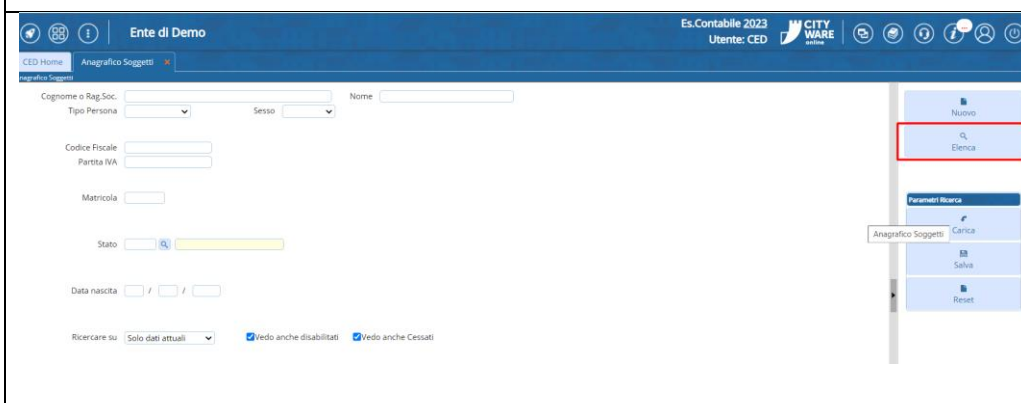 Ente di Demo
Es.Contabile 2023
Utente: CED
CITY
WARE
online
CED Home
Anagrafico Soggetti
nagrafico Soggetti
Cognome o Rag.Soc.
Nome
Tipo Persona
Sesso
Codice Fiscale
Partita IVA
Matricola
Stato
Data nascita / /
Ricercare su Solo dati attuali
Vedo anche disabilitati
Vedo anche Cessati
Nuovo
Elenca
Parametri Ricerca
Carica
Anagrafico Soggetti
Salva
Reset